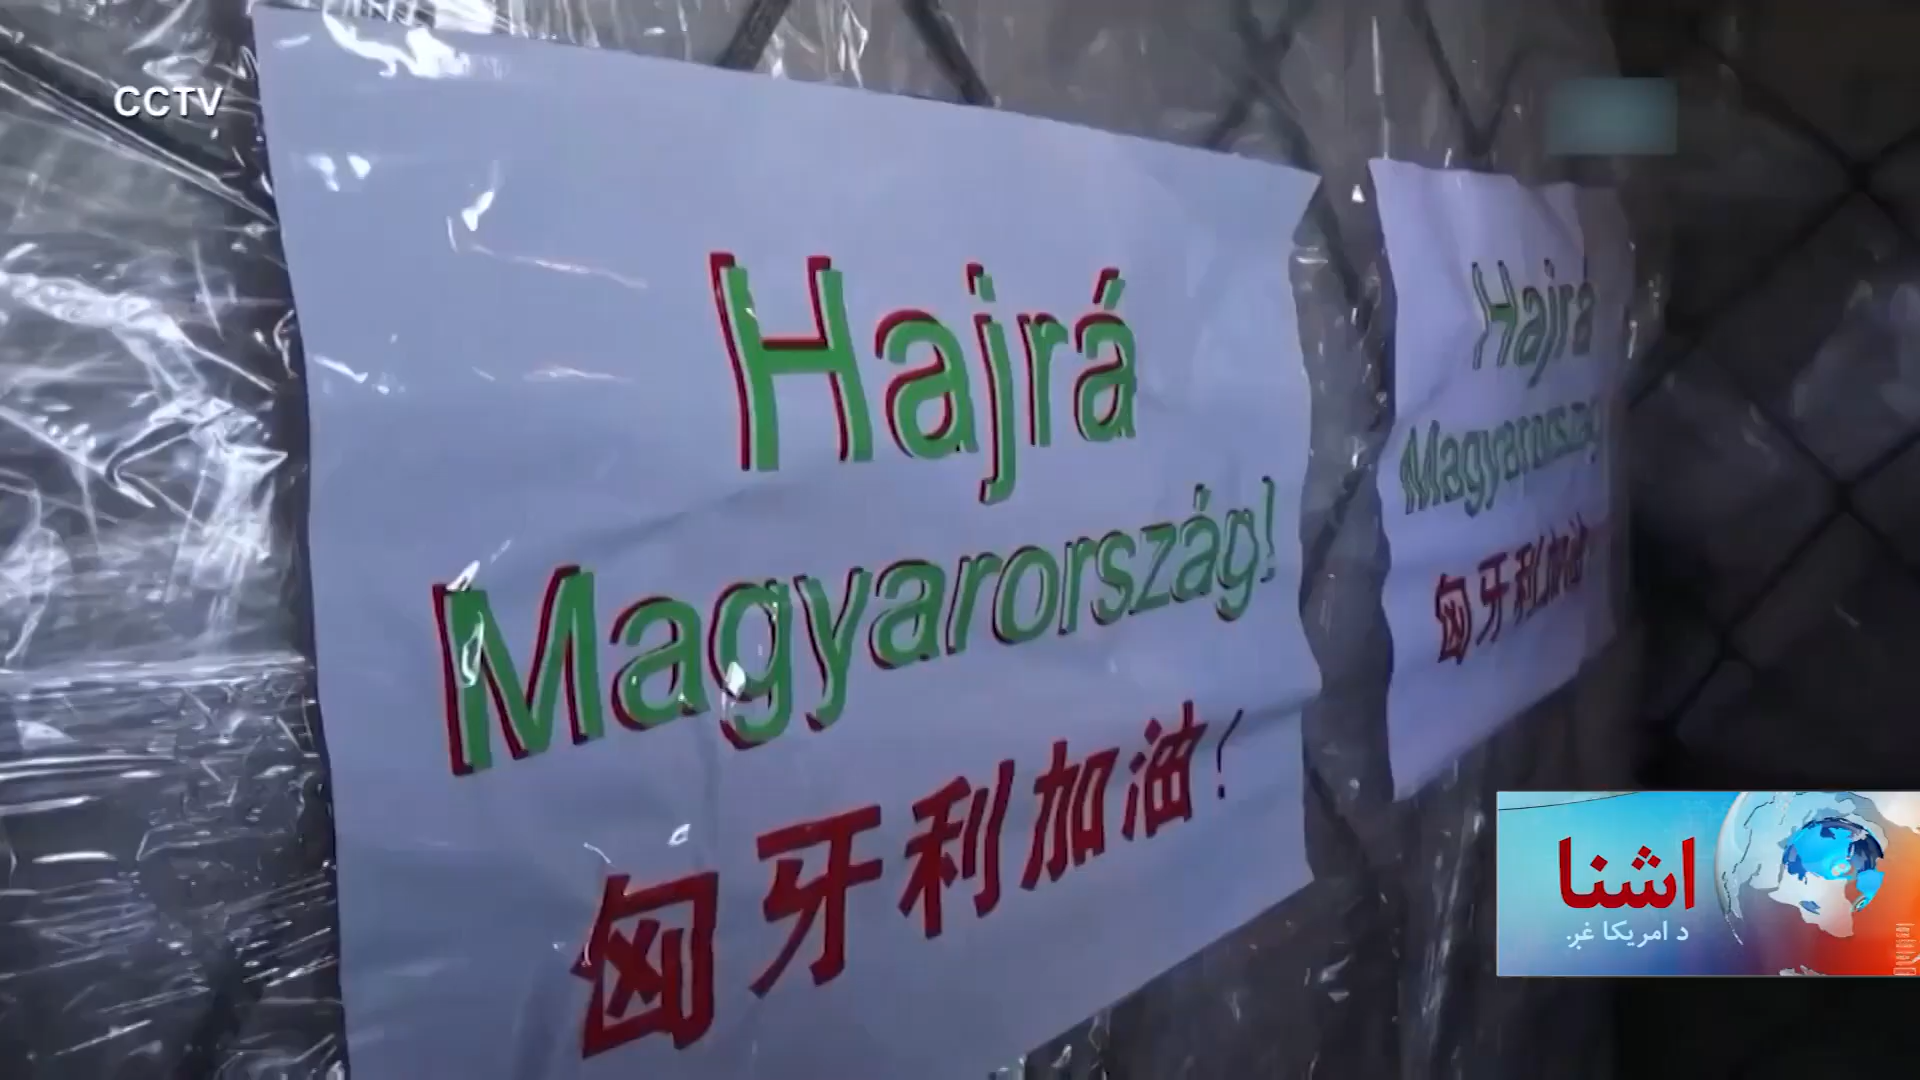 CCTV
Hajrá
Magyarország!
匈牙利加油！
Hajrá
Magyarország
匈牙利加油
اشنا
د امریکا غږ